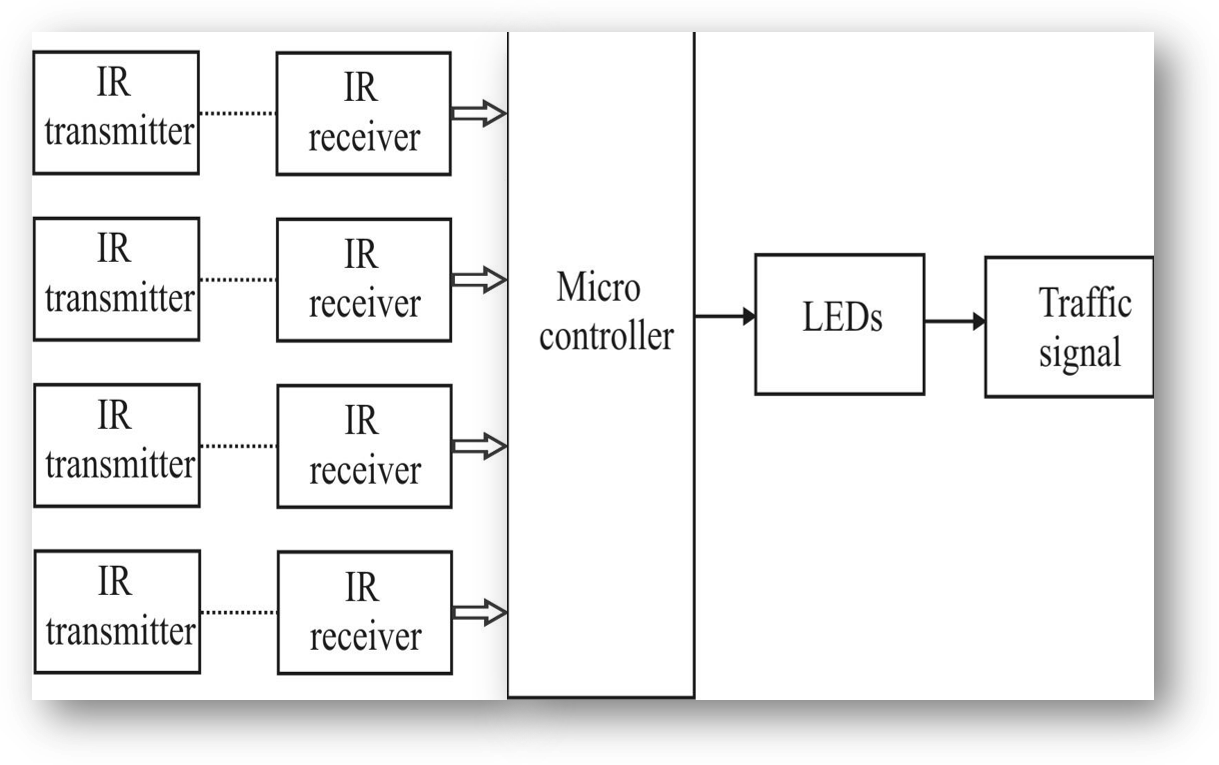 IR
transmitter
IR
receiver
IR
transmitter
IR
receiver
IR
transmitter
IR
receiver
IR
transmitter
IR
receiver
Micro
controller
LEDs
Traffic
signal